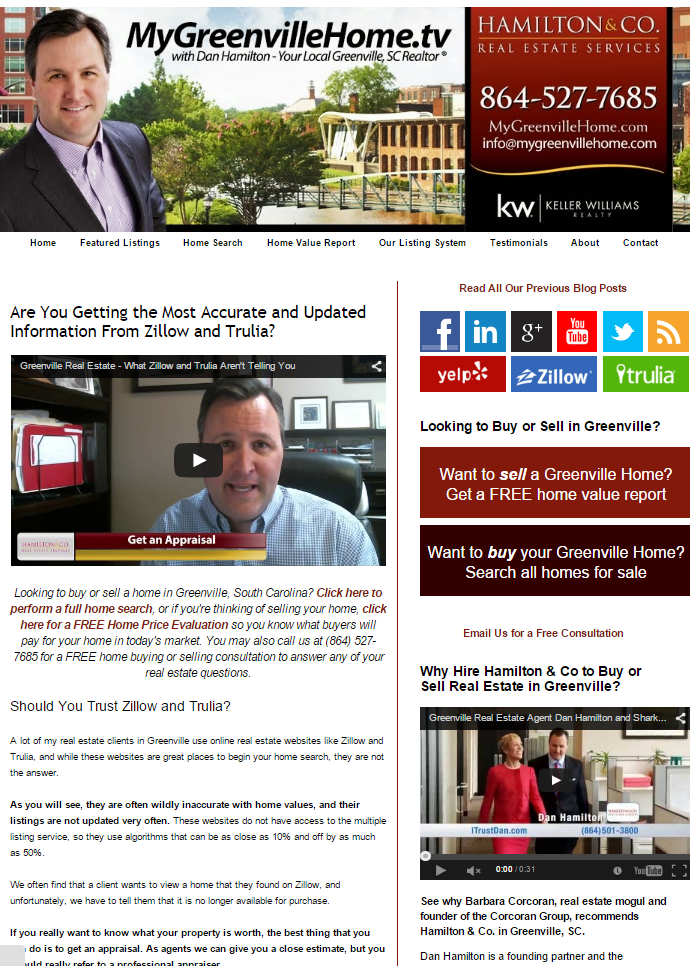 MyGreenvilleHome.tv
with Dan Hamilton - Your Local Greenville, SC Realtor®
HAMILTON & CO.
REAL ESTATE SERVICES
864-527-7685
MyGreenvilleHome.com
info@mygreenvillehome.com
kw KELLER WILLIAMS
REALTY
Home Featured Listings Home Search Home Value Report Our Listing System Testimonials About Contact
Are You Getting the Most Accurate and Updated
Information From Zillow and Trulia?
Greenville Real Estate - What Zillow and Trulia Aren't Telling You
HAMILTON & CO.
REAL ESTATE SERVICES
Get an Appraisal
Looking to buy or sell a home in Greenville, South Carolina? Click here to
perform a full home search, or if you're thinking of selling your home, click
here for a FREE Home Price Evaluation so you know what buyers will
pay for your home in today's market. You may also call us at (864) 527-
7685 for a FREE home buying or selling consultation to answer any of your
real estate questions.
Should You Trust Zillow and Trulia?
A lot of my real estate clients in Greenville use online real estate websites like Zillow and
Trulia, and while these websites are great places to begin your home search, they are not
the answer.
As you will see, they are often wildly inaccurate with home values, and their
listings are not updated very often. These websites do not have access to the multiple
listing service, so they use algorithms that can be as close as 10% and off by as much
as 50%.
We often find that a client wants to view a home that they found on Zillow, and
unfortunately, we have to tell them that it is no longer available for purchase.
If you really want to know what your property is worth, the best thing that you
do is to get an appraisal. As agents we can give you a close estimate, but you
really refer to a professional appraiser.
Read All Our Previous Blog Posts
f in g+ You Tube
yelp Zillow trulia
Looking to Buy or Sell in Greenville?
Want to sell a Greenville Home?
Get a FREE home value report
Want to buy your Greenville Home?
Search all homes for sale
Email Us for a Free Consultation
Why Hire Hamilton & Co to Buy or
Sell Real Estate in Greenville?
Greenville Real Estate Agent Dan Hamilton and Shark...
Dan Hamilton
iTrustDan.com (864)501-3800
0:00 / 0:31 YouTube
See why Barbara Corcoran, real estate mogul and
founder of the Corcoran Group, recommends
Hamilton & Co. in Greenville, SC.
Dan Hamilton is a founding partner and the